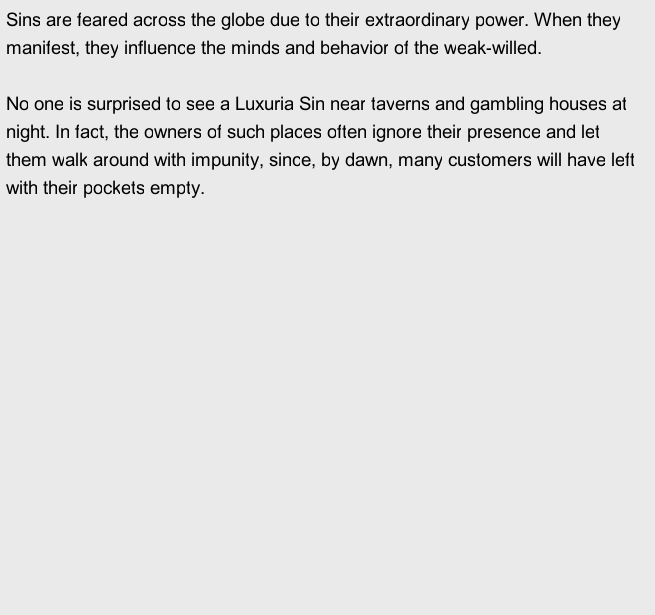 Sins are feared across the globe due to their extraordinary power. When they
manifest, they influence the minds and behavior of the weak-willed.
No one is surprised to see a Luxuria Sin near taverns and gambling houses at
night. In fact, the owners of such places often ignore their presence and let
them walk around with impunity, since, by dawn, many customers will have left
with their pockets empty.